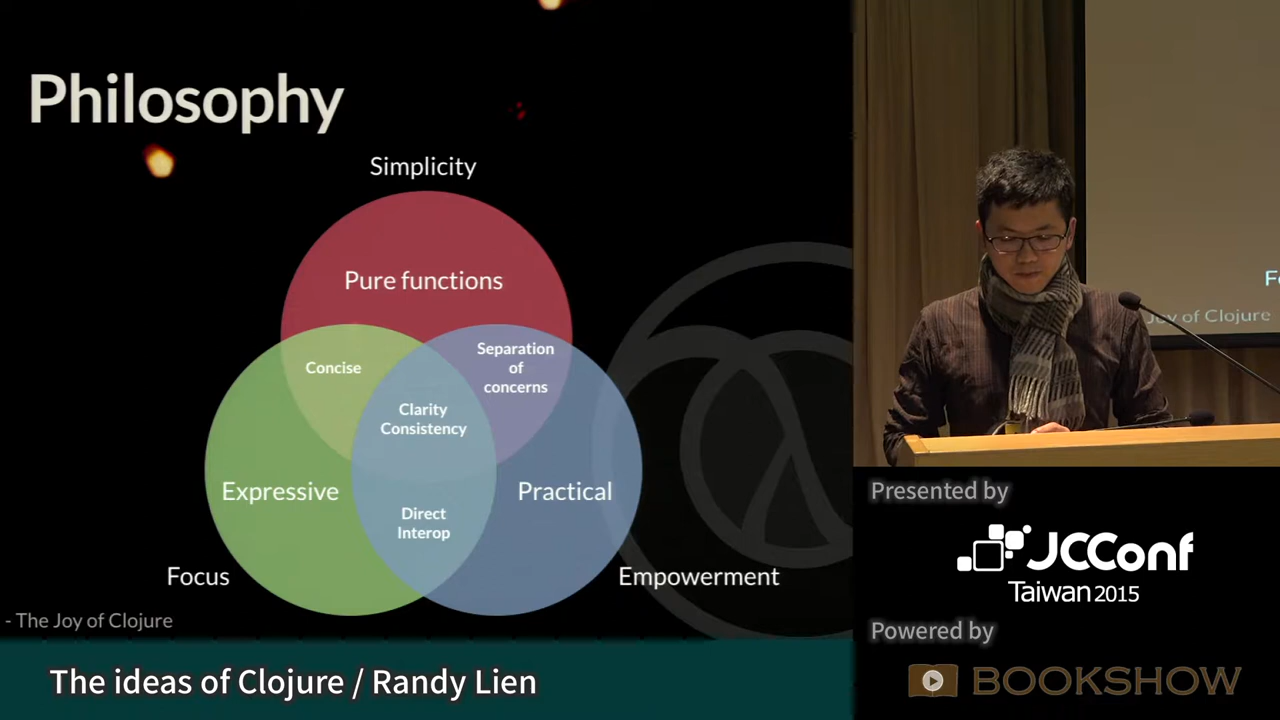 Philosophy
Simplicity
Pure functions
Concise
Separation
of
concerns
Clarity
Consistency
Expressive
Practical
Direct
Interop
Focus
Empowerment
- The Joy of Clojure
Joy of Clojure
Presented by
JCConf
Taiwan 2015
Powered by
BOOKSHOW
The ideas of Clojure / Randy Lien